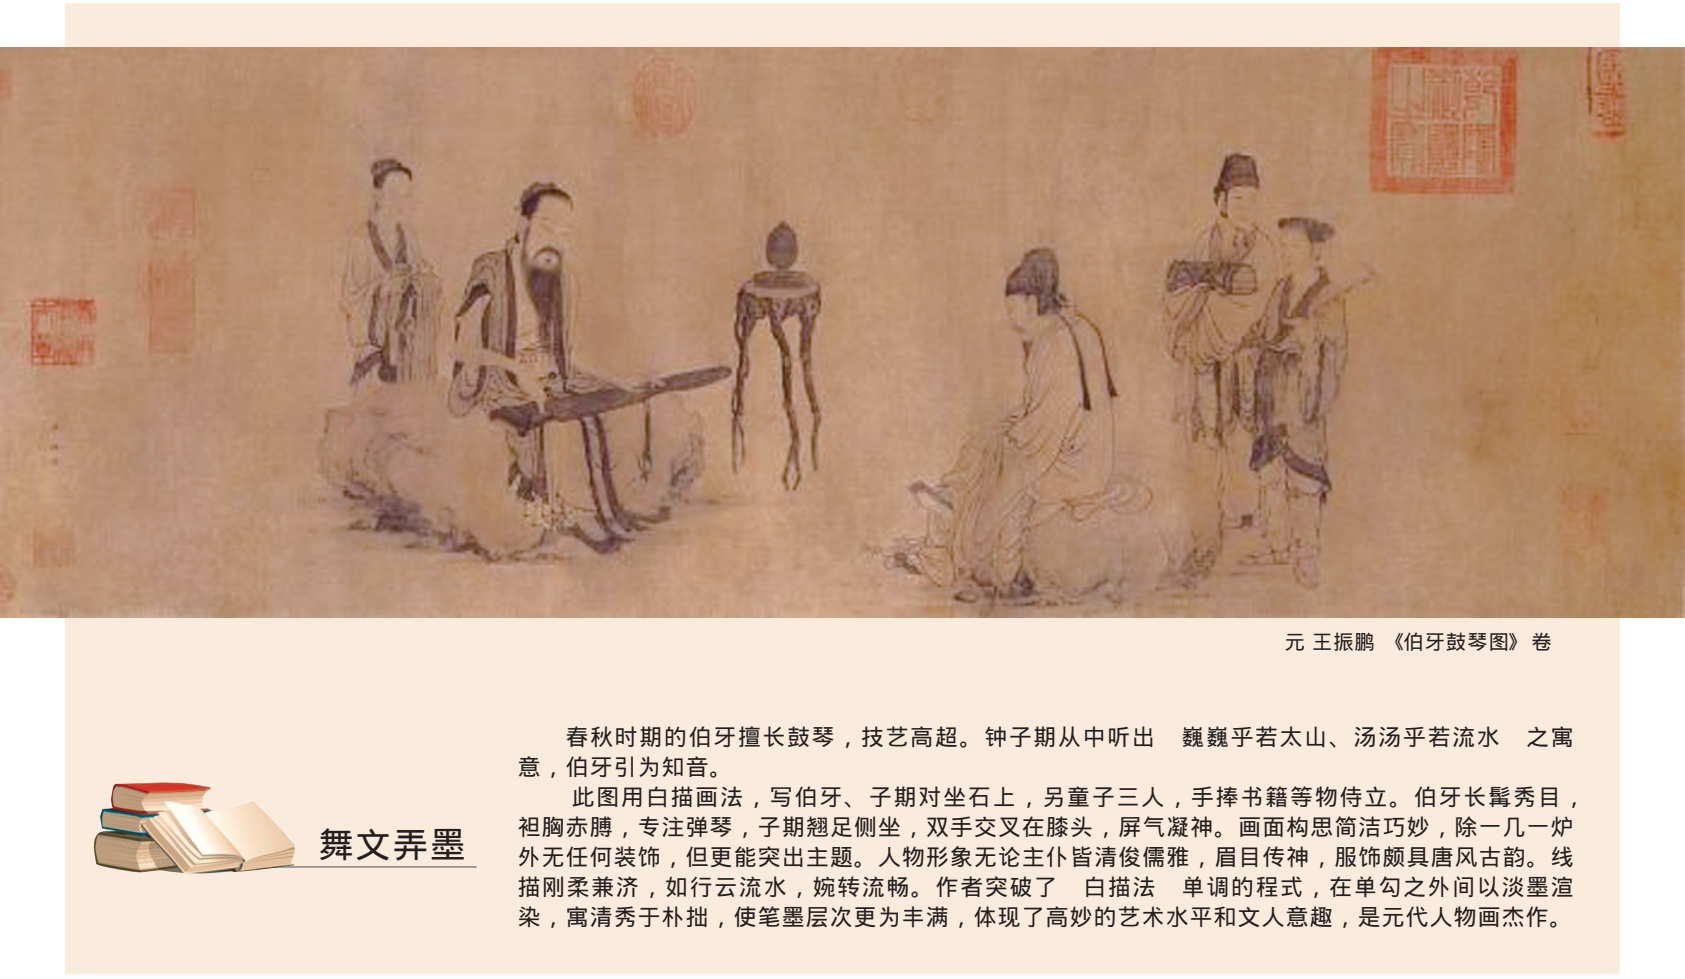 元 王振鹏 《伯牙鼓琴图》卷
春秋时期的伯牙擅长鼓琴，技艺高超。钟子期从中听出 巍巍乎若太山、汤汤乎若流水 之寓
意，伯牙引为知音。
此图用白描画法，写伯牙、子期对坐石上，另童子三人，手捧书籍等物侍立。伯牙长髯秀目，
袒胸赤膊，专注弹琴，子期翘足侧坐，双手交叉在膝头，屏气凝神。画面构思简洁巧妙，除一几一炉
外无任何装饰，但更能突出主题。人物形象无论主仆皆清俊儒雅，眉目传神，服饰颇具唐风古韵。线
描刚柔兼济，如行云流水，婉转流畅。作者突破了 白描法 单调的程式，在单勾之外间以淡墨渲
染，寓清秀于朴拙，使笔墨层次更为丰满，体现了高妙的艺术水平和文人意趣，是元代人物画杰作。
舞文弄墨